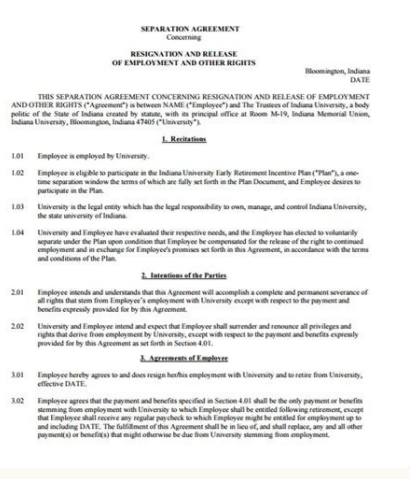 SEPARATION AGREEMENT
Concerning
RESIGNATION AND RELEASE
OF EMPLOYMENT AND OTHER RIGHTS
Bloomington, Indiana
DATE
THIS SEPARATION AGREEMENT CONCERNING RESIGNATION AND RELEASE OF EMPLOYMENT
AND OTHER RIGHTS ("Agreement") is between NAME ("Employee") and The Trustees of Indiana University, a body
politic of the State of Indiana created by statute, with its principal office at Room M-19, Indiana Memorial Union,
Indiana University, Bloomington, Indiana 47405 ("University").
1. Recitations
1.01 Employee is employed by University.
1.02 Employee is eligible to participate in the Indiana University Early Retirement Incentive Plan ("Plan"), a one-
time separation window the terms of which are fully set forth in the Plan Document, and Employee desires to
participate in the Plan.
1.03 University is the legal entity which has the legal responsibility to own, manage, and control Indiana University,
the state university of Indiana.
1.04 University and Employee have evaluated their respective needs, and the Employee has elected to voluntarily
separate under the Plan upon condition that Employee be compensated for the release of the right to continued
employment and in exchange for Employee's promises set forth in this Agreement, in accordance with the terms
and conditions of the Plan.
2. Intentions of the Parties
2.01 Employee intends and understands that this Agreement will accomplish a complete and permanent severance of
all rights that stem from Employee's employment with University except with respect to the payment and
benefits expressly provided for by this Agreement.
2.02 University and Employee intend and expect that Employee shall surrender and renounce all privileges and
rights that derive from employment by University, except with respect to the payment and benefits expressly
provided for by this Agreement as set forth in Section 4.01.
3. Agreements of Employee
3.01 Employee hereby agrees to and does resign her/his employment with University and to retire from University,
effective DATE.
3.02 Employee agrees that the payment and benefits specified in Section 4.01 shall be the only payment or benefits
stemming from employment with University to which Employee shall be entitled following retirement, except
that Employee shall receive any regular paycheck to which Employee might be entitled for employment up to
and including DATE. The fulfillment of this Agreement shall be in lieu of, and shall replace, any and all other
payment(s) or benefit(s) that might otherwise be due from University stemming from employment.